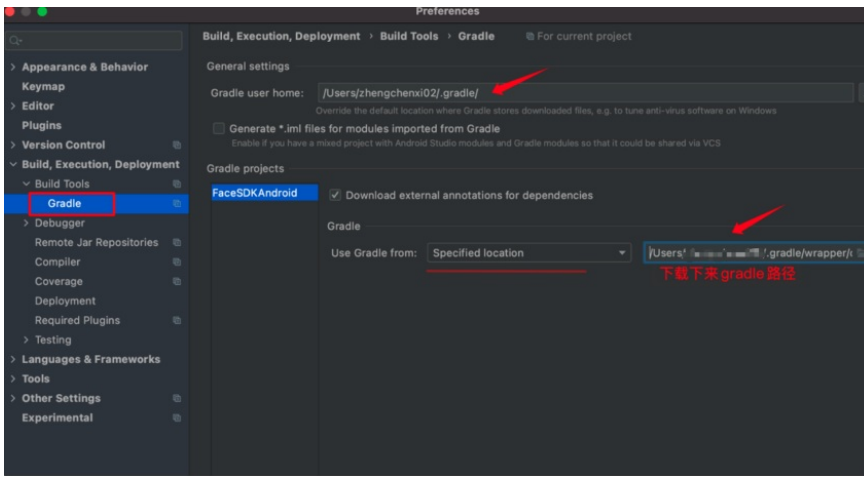 Preferences
Build, Execution, Deployment › Build Tools › Gradle
For current project
Appearance & Behavior
Keymap
Editor
Plugins
Version Control
Build, Execution, Deployment
Build Tools
Gradle
Debugger
Remote Jar Repositories
Compiler
Coverage
Deployment
Required Plugins
Testing
Languages & Frameworks
Tools
Other Settings
Experimental
General settings
Gradle user home: /Users/zhengchenxi02/.gradle/
Override the default location where Gradle stores downloaded files, e.g. to tune anti-virus software on Windows
Generate *.iml files for modules imported from Gradle
Enable if you have a mixed project with Android Studio modules and Gradle modules so that it could be shared via VCS
Gradle projects
FaceSDKAndroid
Download external annotations for dependencies
Gradle
Use Gradle from: Specified location
/Users/ /.gradle/wrapper/
下载下来gradle路径